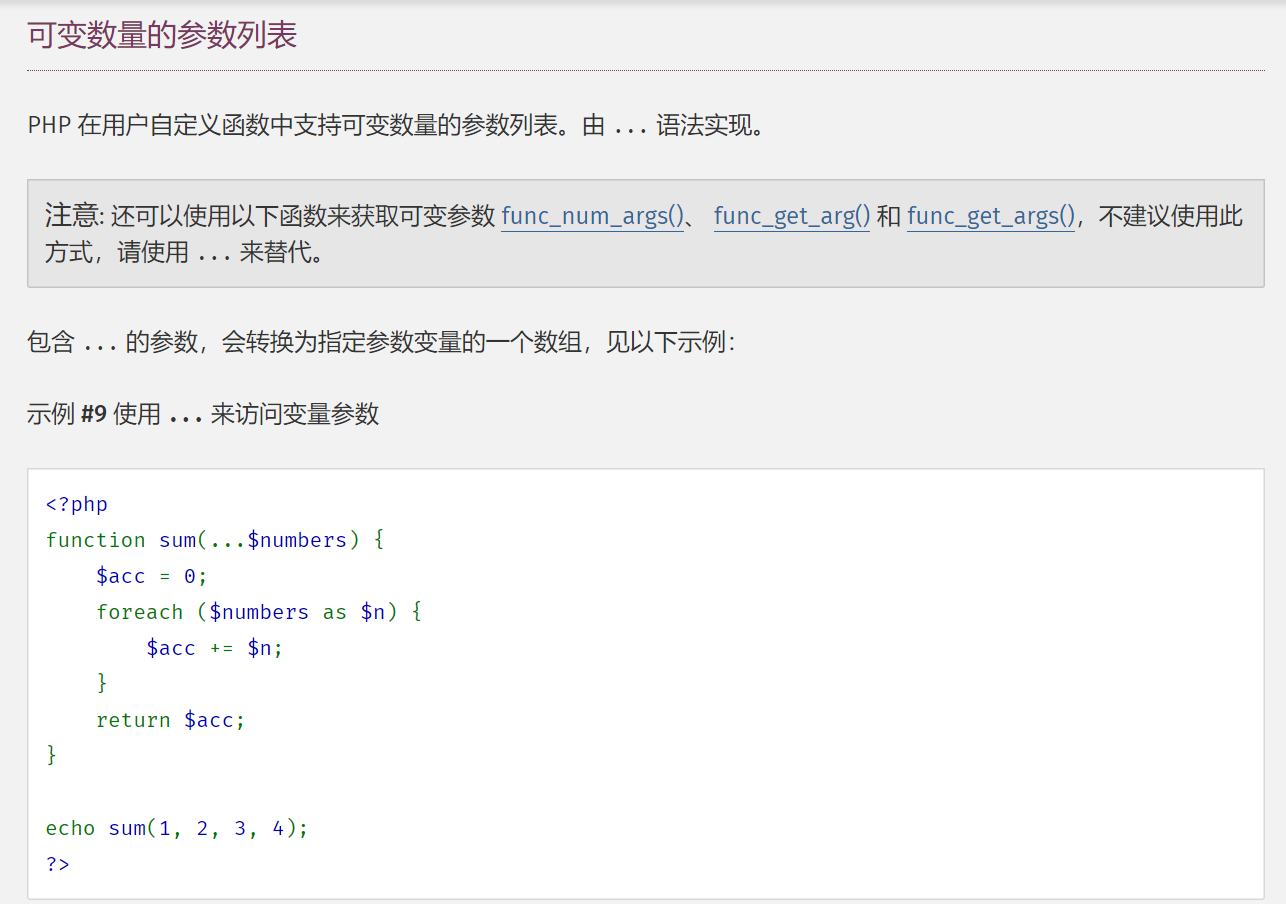 可变数量的参数列表
PHP 在用户自定义函数中支持可变数量的参数列表。由 ... 语法实现。
注意: 还可以使用以下函数来获取可变参数 func_num_args()、 func_get_arg() 和 func_get_args()，不建议使用此
方式，请使用 ... 来替代。
包含 ... 的参数，会转换为指定参数变量的一个数组，见以下示例：
示例 #9 使用 ... 来访问变量参数
<?php
function sum(...$numbers) {
    $acc = 0;
    foreach ($numbers as $n) {
        $acc += $n;
    }
    return $acc;
}
echo sum(1, 2, 3, 4);
?>